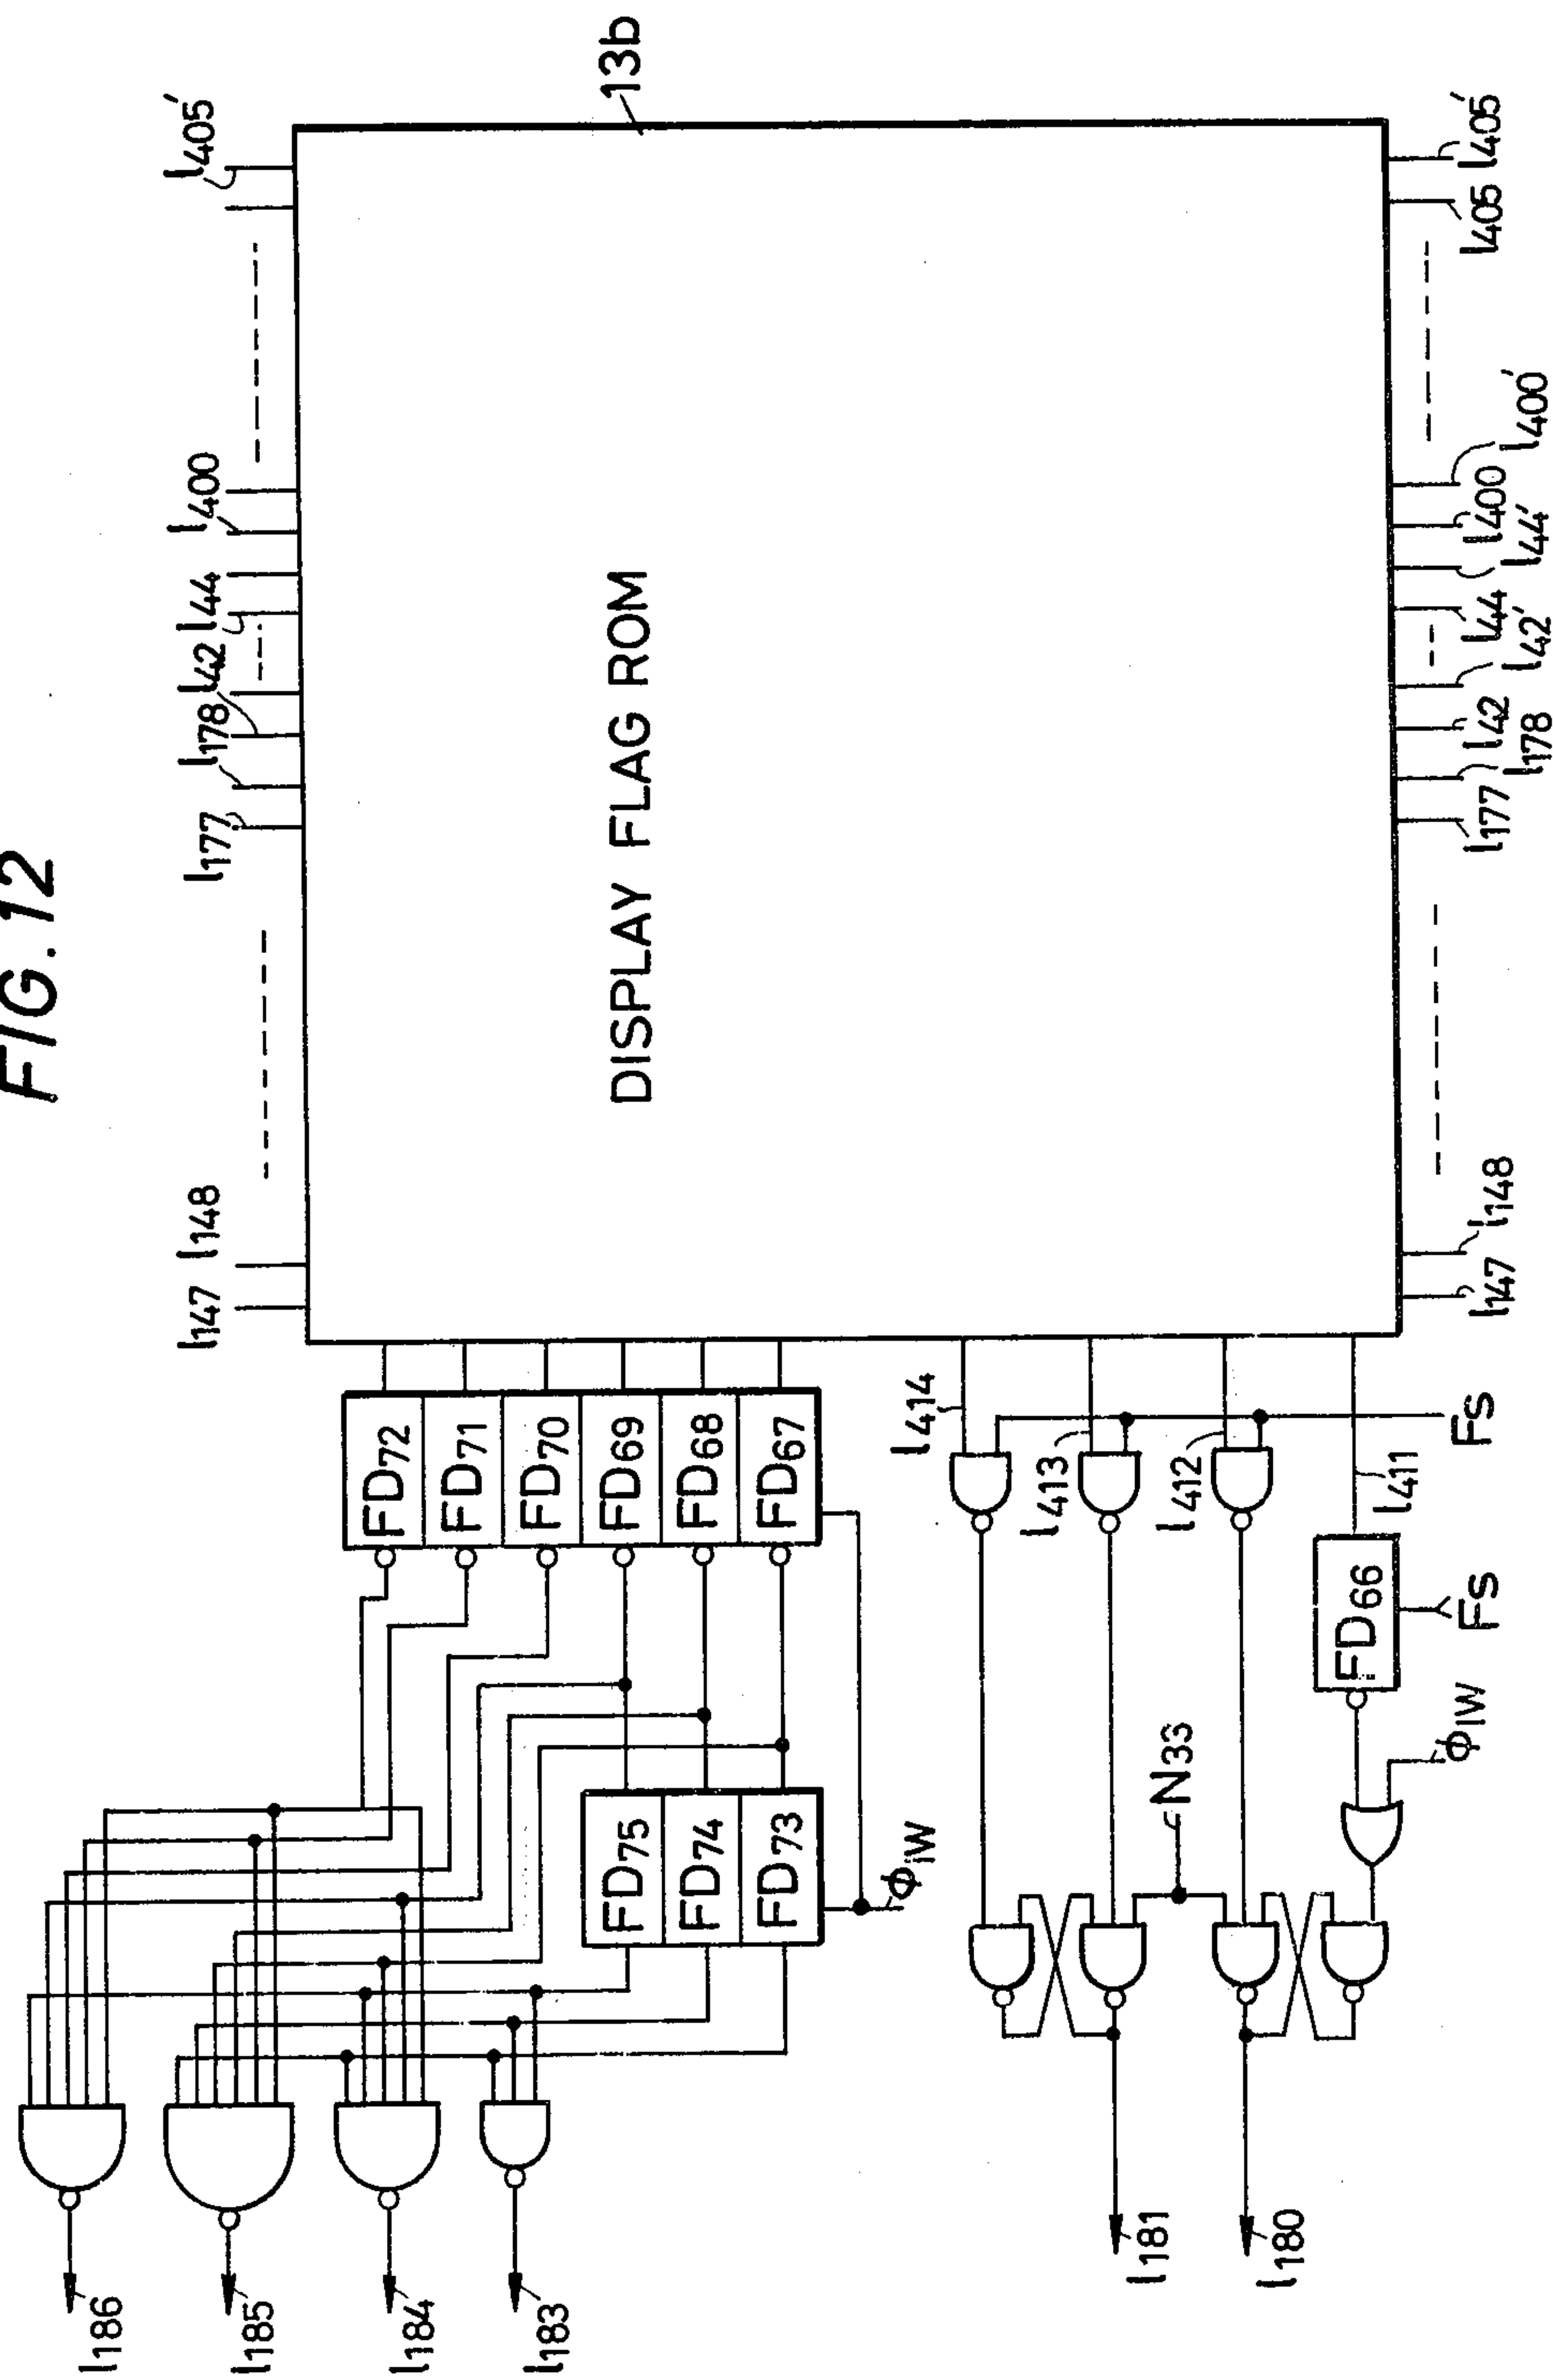 FIG. 12
l405'
l400
l44
l42
l178
l177
l148
l147
13b
DISPLAY FLAG ROM
l405'
l405
l400'
l400
l44'
l44
l42'
l42
l178
l177
l148
l147
FD72
FD71
FD70
FD69
FD68
FD67
l414
l413
l412
l411
FS
FD66
FS
ΦIW
N33
FD75
FD74
FD73
ΦIW
l186
l185
l184
l183
l181
l180